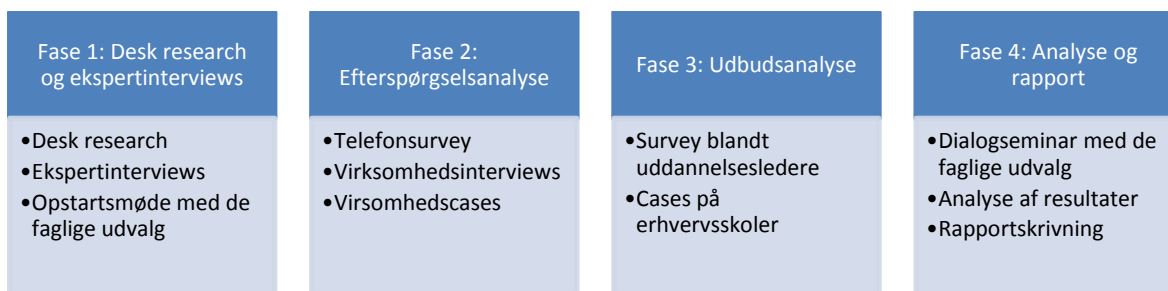 Fase 1: Desk research
og ekspertinterviews
•Desk research
•Ekspertinterviews
•Opstartsmøde med de
faglige udvalg
Fase 2:
Efterspørgselsanalyse
•Telefonsurvey
•Virksomhedsinterviews
•Virsomhedscases
Fase 3: Udbudsanalyse
•Survey blandt
uddannelsesledere
•Cases på
erhvervsskoler
Fase 4: Analyse og
rapport
•Dialogseminar med de
faglige udvalg
•Analyse af resultater
•Rapportskrivning